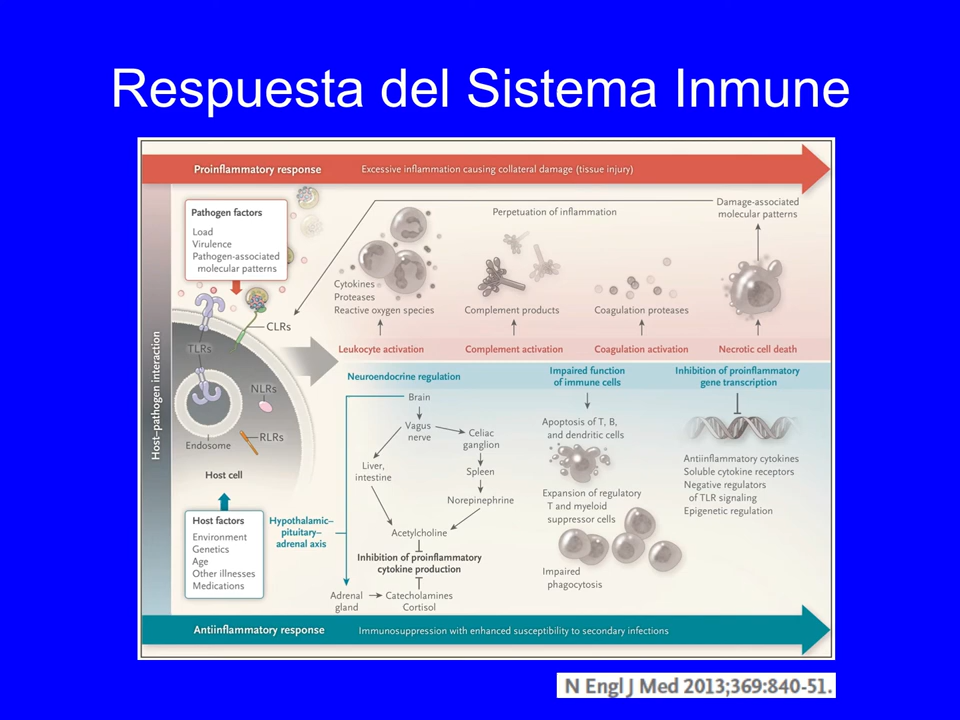 Respuesta del Sistema Inmune
Proinflammatory response
Excessive inflammation causing collateral damage (tissue injury)
Host–pathogen interaction
Pathogen factors
Load
Virulence
Pathogen-associated
molecular patterns
CLRs
TLRs
NLRs
RLRs
Endosome
Host cell
Host factors
Environment
Genetics
Age
Other illnesses
Medications
Perpetuation of inflammation
Damage-associated
molecular patterns
Cytokines
Proteases
Reactive oxygen species
Complement products
Coagulation proteases
Leukocyte activation
Complement activation
Coagulation activation
Necrotic cell death
Neuroendocrine regulation
Brain
Vagus
nerve
Celiac
ganglion
Liver,
intestine
Spleen
Norepinephrine
Hypothalamic–
pituitary–
adrenal axis
Acetylcholine
Inhibition of proinflammatory
cytokine production
Adrenal
gland
Catecholamines
Cortisol
Impaired function
of immune cells
Apoptosis of T, B,
and dendritic cells
Expansion of regulatory
T and myeloid
suppressor cells
Impaired
phagocytosis
Inhibition of proinflammatory
gene transcription
Antiinflammatory cytokines
Soluble cytokine receptors
Negative regulators
of TLR signaling
Epigenetic regulation
Antiinflammatory response
Immunosuppression with enhanced susceptibility to secondary infections
N Engl J Med 2013;369:840-51.